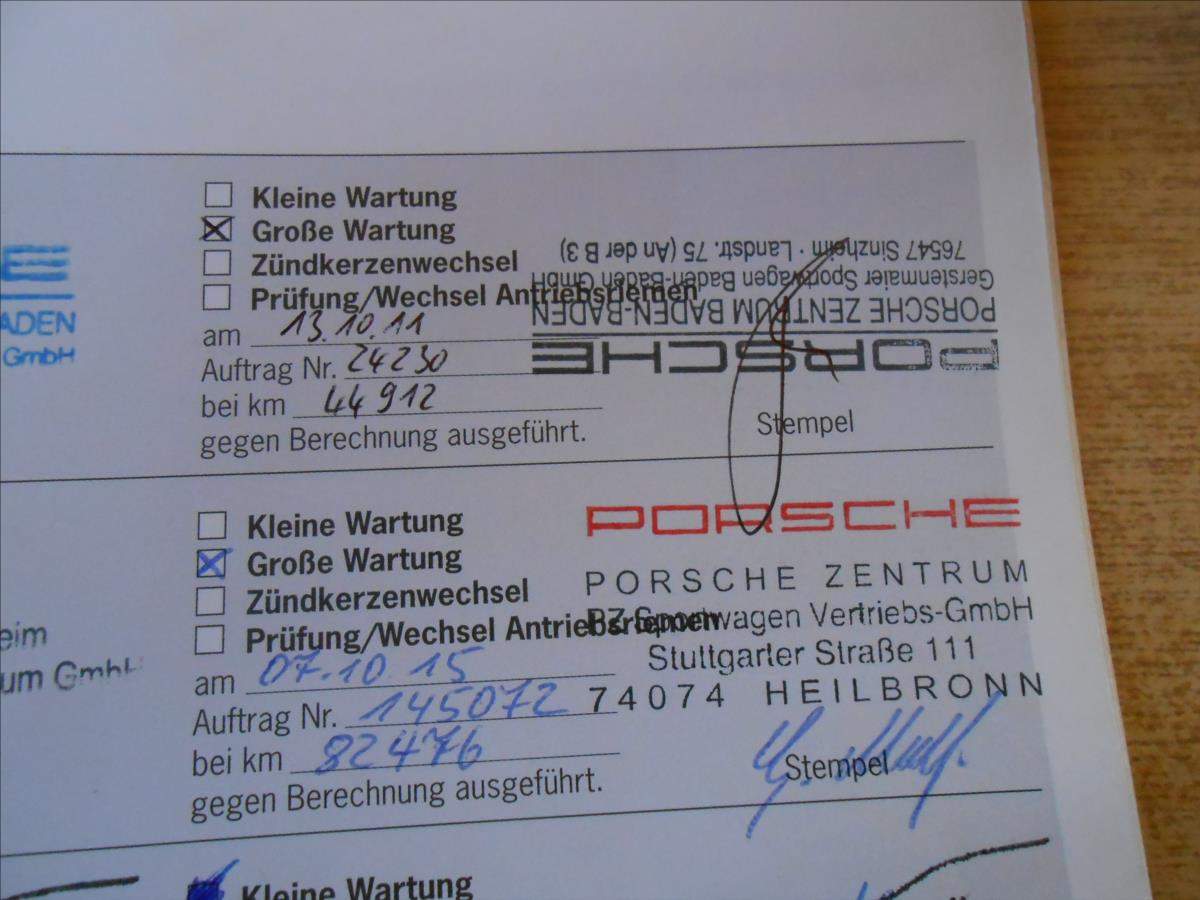 E
ADEN
GmbH
Kleine Wartung
Große Wartung
Zündkerzenwechsel
Prüfung/Wechsel Antriebsriemen
am 13.10.11
Auftrag Nr. 24230
bei km 44912
gegen Berechnung ausgeführt.
76547 Sinzheim · Landstr. 75 (An der B 3)
Gerstenmaier Sportwagen Baden-Baden GmbH
PORSCHE ZENTRUM BADEN-BADEN
PORSCHE
Stempel
eim
um GmbH
Kleine Wartung
Große Wartung
Zündkerzenwechsel
Prüfung/Wechsel Antriebsriemen
am 07.10.15
Auftrag Nr. 145072
bei km 82476
gegen Berechnung ausgeführt.
PORSCHE
PORSCHE ZENTRUM
PZ Sportwagen Vertriebs-GmbH
Stuttgarter Straße 111
74074 HEILBRONN
Stempel
Kleine Wartung